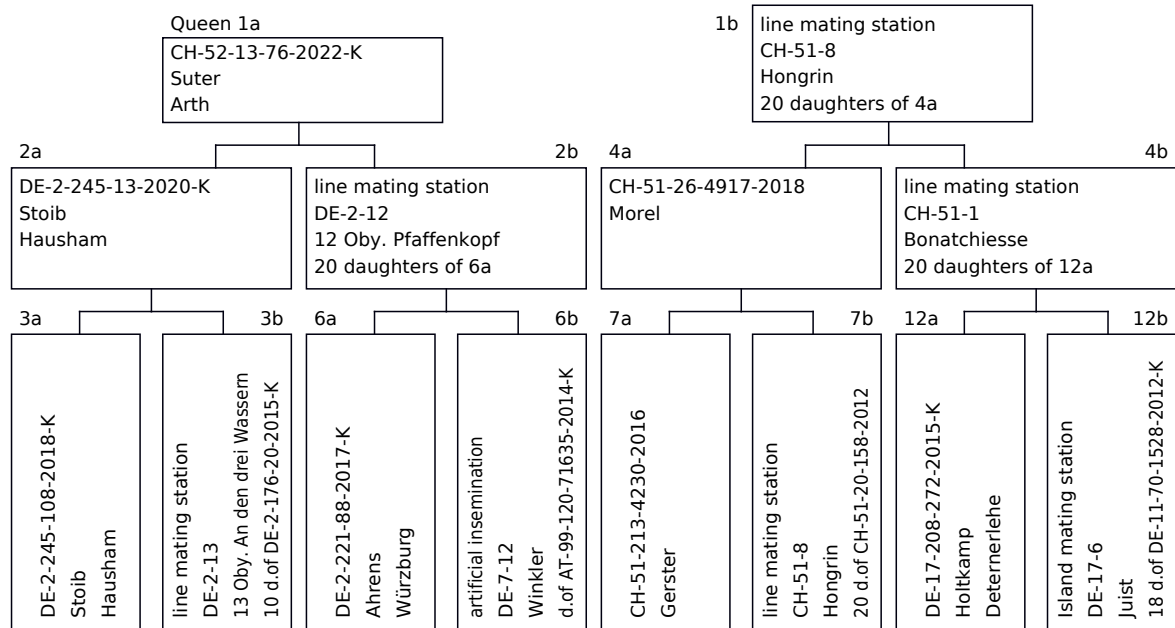 Queen 1a
CH-52-13-76-2022-K
Suter
Arth
1b
line mating station
CH-51-8
Hongrin
20 daughters of 4a
2a
DE-2-245-13-2020-K
Stoib
Hausham
2b
line mating station
DE-2-12
12 Oby. Pfaffenkopf
20 daughters of 6a
4a
CH-51-26-4917-2018
Morel
4b
line mating station
CH-51-1
Bonatchiesse
20 daughters of 12a
3a
DE-2-245-108-2018-K
Stoib
Hausham
3b
line mating station
DE-2-13
13 Oby. An den drei Wassern
10 d.of DE-2-176-20-2015-K
6a
DE-2-221-88-2017-K
Ahrens
Würzburg
6b
artificial insemination
DE-7-12
Winkler
d.of AT-99-120-71635-2014-K
7a
CH-51-213-4230-2016
Gerster
7b
line mating station
CH-51-8
Hongrin
20 d.of CH-51-20-158-2012
12a
DE-17-208-272-2015-K
Holtkamp
Deternerlehe
12b
Island mating station
DE-17-6
Juist
18 d.of DE-11-70-1528-2012-K